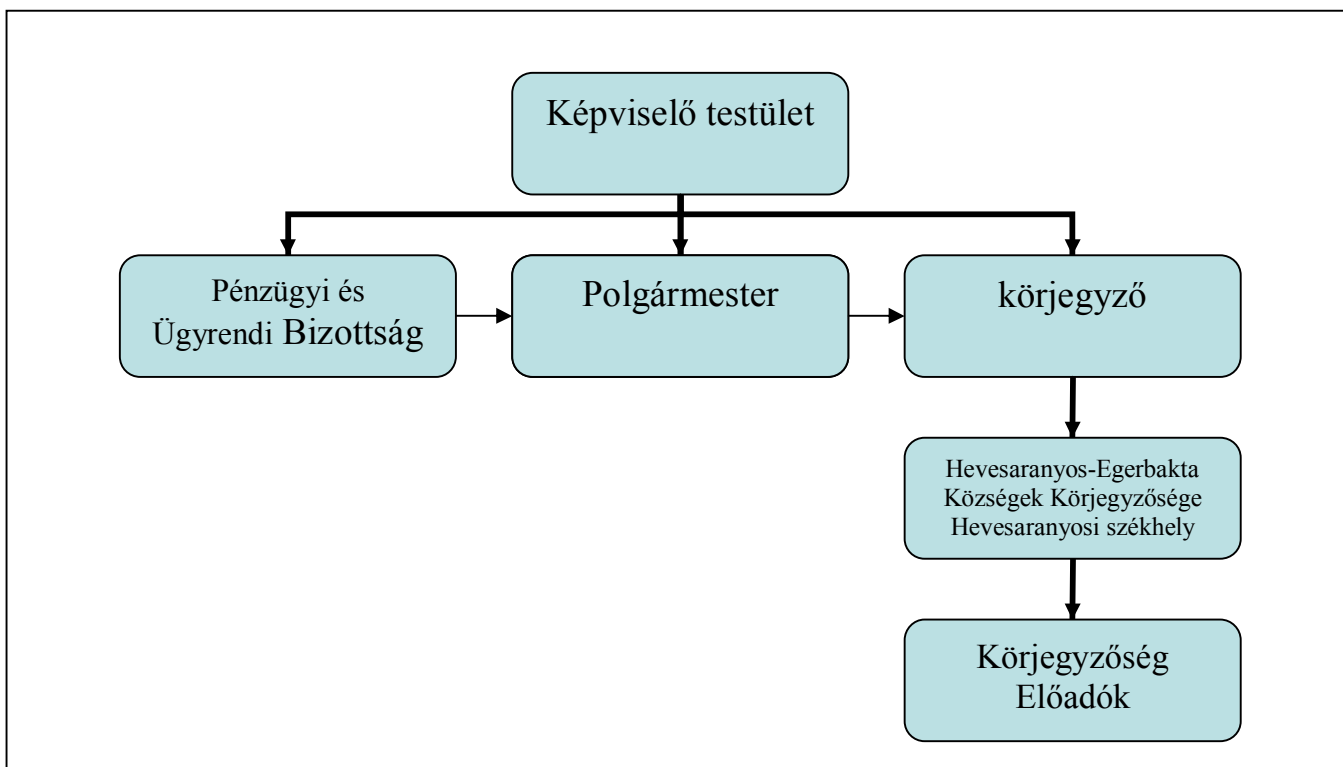 Képviselő testület
Pénzügyi és
Ügyrendi Bizottság
Polgármester
körjegyző
Hevesaranyos-Egerbakta
Községek Körjegyzősége
Hevesaranyosi székhely
Körjegyzőség
Előadók